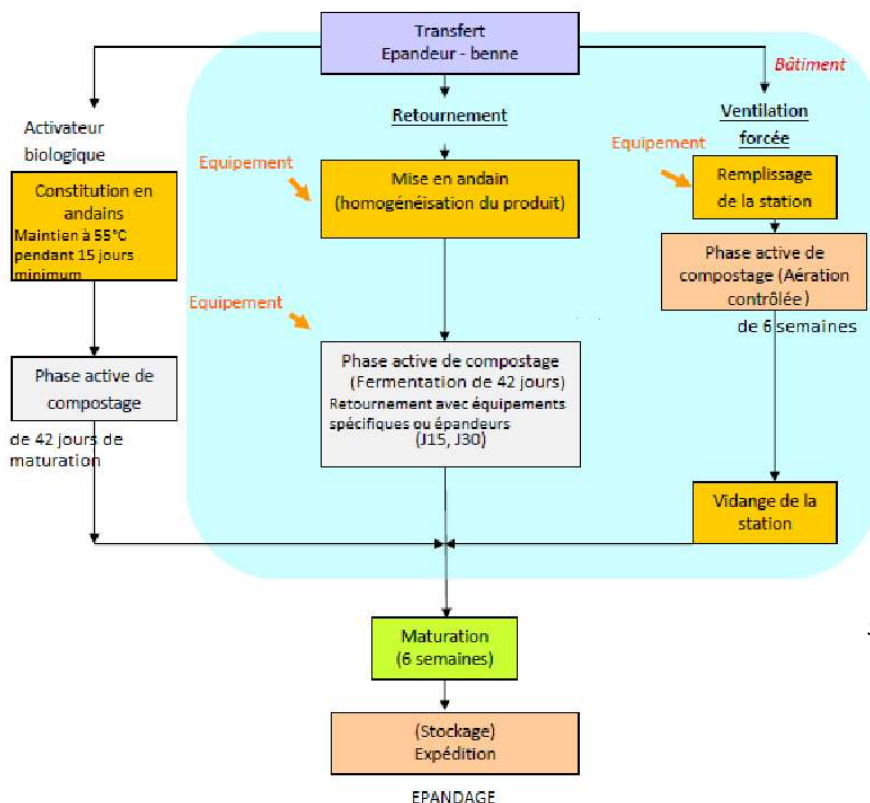 Transfert
Epandeur - benne
Bâtiment
Activateur
biologique
Constitution en
andains
Maintien à 55°C
pendant 15 jours
minimum
Phase active de
compostage
de 42 jours de
maturation
Retournement
Equipement
Mise en andain
(homogénéisation du produit)
Equipement
Phase active de compostage
(Fermentation de 42 jours)
Retournement avec équipements
spécifiques ou épandeurs
(J15, J30)
Ventilation
forcée
Equipement
Remplissage
de la station
Phase active de
compostage (Aération
contrôlée)
de 6 semaines
Vidange de la
station
Maturation
(6 semaines)
(Stockage)
Expédition
EPANDAGE